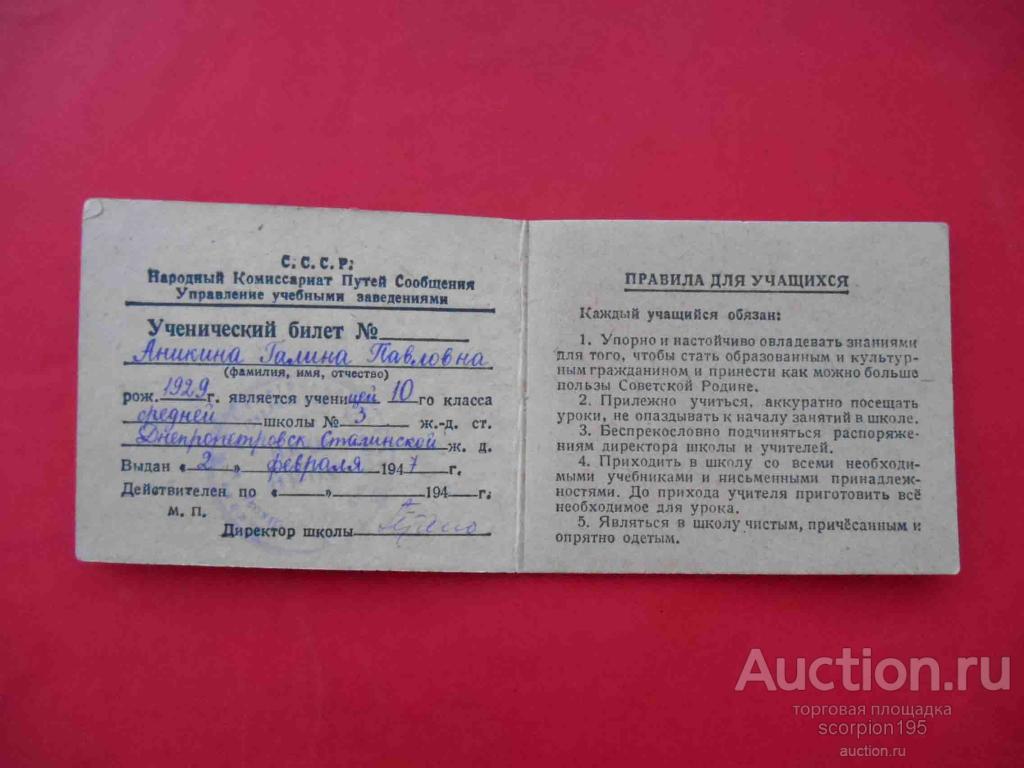 С. С. С. Р.
Народный Комиссариат Путей Сообщения
Управление учебными заведениями
Ученический билет №
Аникина Галина Павловна
(фамилия, имя, отчество)
рож. 1929 г. является ученицей 10 го класса
средней школы № 3 ж.-д. ст.
Днепропетровск Сталинской ж. д.
Выдан « 2 » февраля 1947 г.
Действителен по « » 194 г.
М. П.
Директор школы
ПРАВИЛА ДЛЯ УЧАЩИХСЯ
Каждый учащийся обязан:
1. Упорно и настойчиво овладевать знаниями
для того, чтобы стать образованным и культур-
ным гражданином и принести как можно больше
пользы Советской Родине.
2. Прилежно учиться, аккуратно посещать
уроки, не опаздывать к началу занятий в школе.
3. Беспрекословно подчиняться распоряже-
ниям директора школы и учителей.
4. Приходить в школу со всеми необходи-
мыми учебниками и письменными принадлеж-
ностями. До прихода учителя приготовить всё
необходимое для урока.
5. Являться в школу чистым, причёсанным и
опрятно одетым.
Auction.ru
торговая площадка
scorpion195
auction.ru